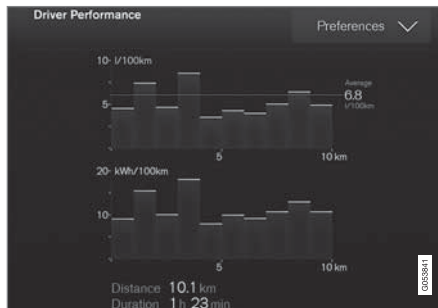 Driver Performance
Preferences
10 l/100km
Average
6.8
l/100km
5
5
10 km
20 kWh/100km
10
5
10 km
Distance 10.1 km
Duration 1 h 23 min
G053841